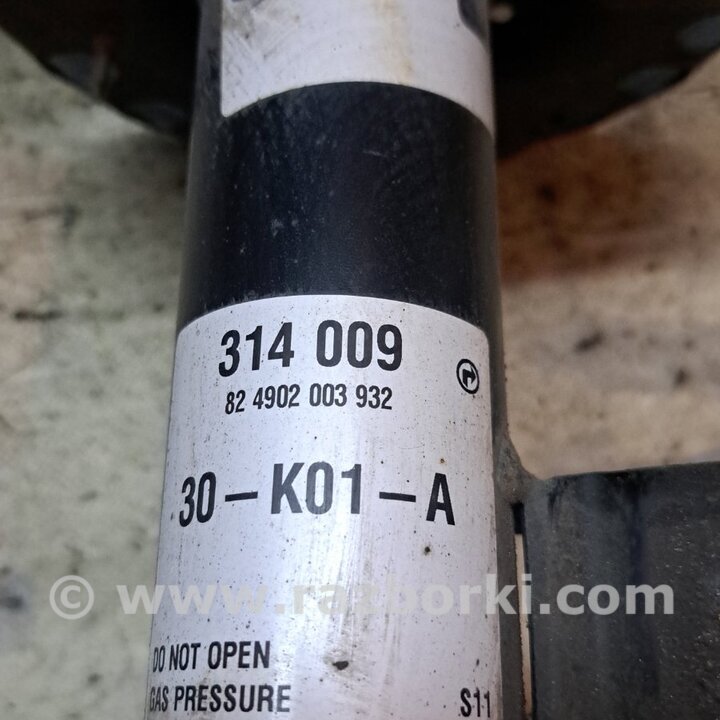 314 009
82 4902 003 932
30-K01-A
© www.razborki.com
DO NOT OPEN
GAS PRESSURE S11